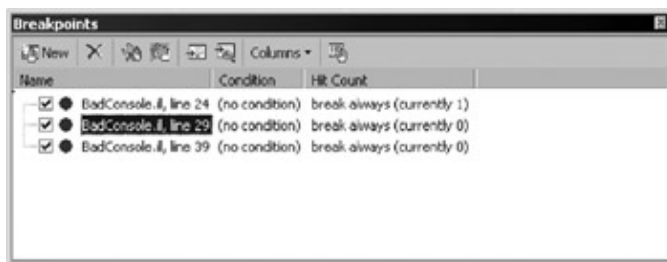 Breakpoints
New Columns
Name Condition Hit Count
BadConsole.il, line 24 (no condition) break always (currently 1)
BadConsole.il, line 29 (no condition) break always (currently 0)
BadConsole.il, line 39 (no condition) break always (currently 0)